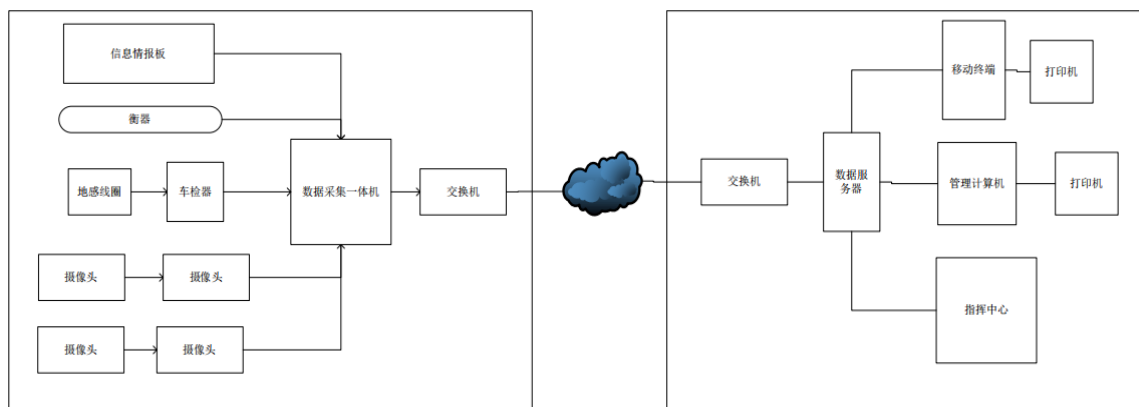 信息情报板
衡器
地感线圈
车检器
数据采集一体机
交换机
摄像头
摄像头
摄像头
摄像头
交换机
数据服
务器
移动终端
打印机
管理计算机
打印机
指挥中心